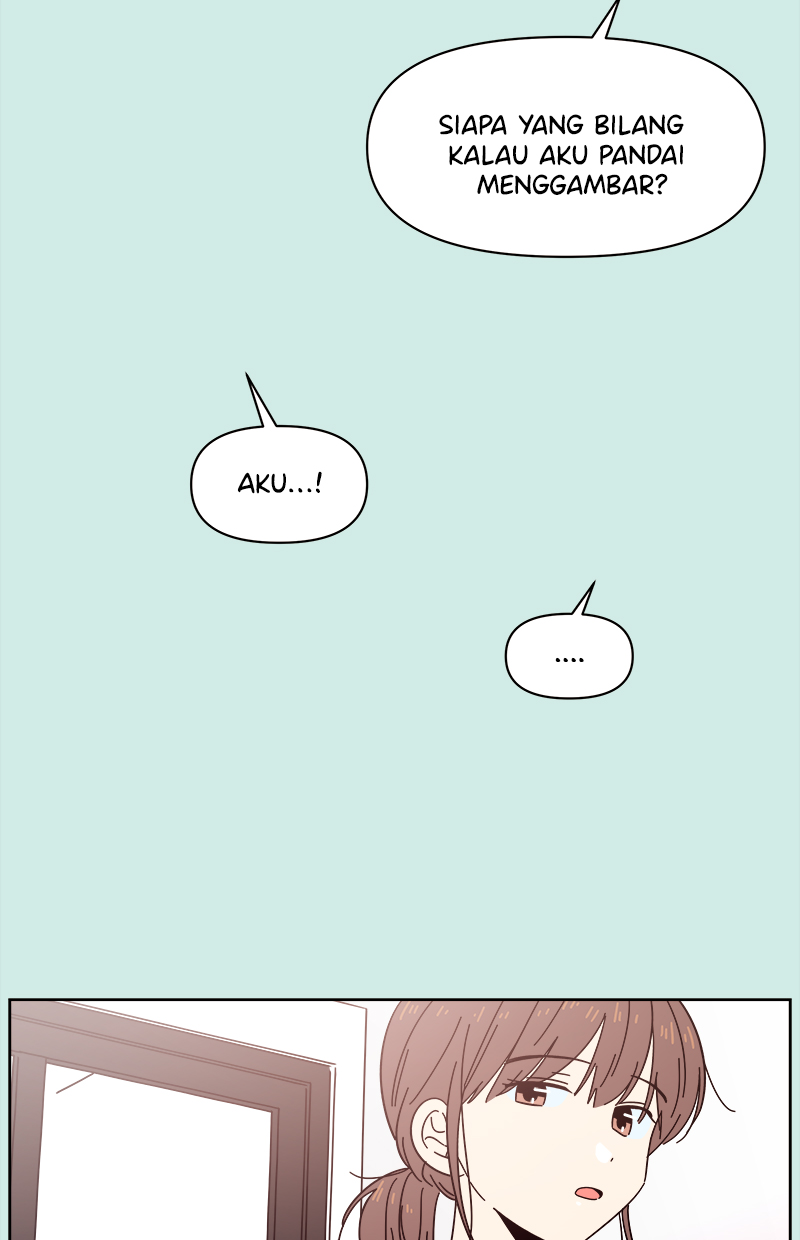 SIAPA YANG BILANG
KALAU AKU PANDAI
MENGGAMBAR?
AKU...!
....